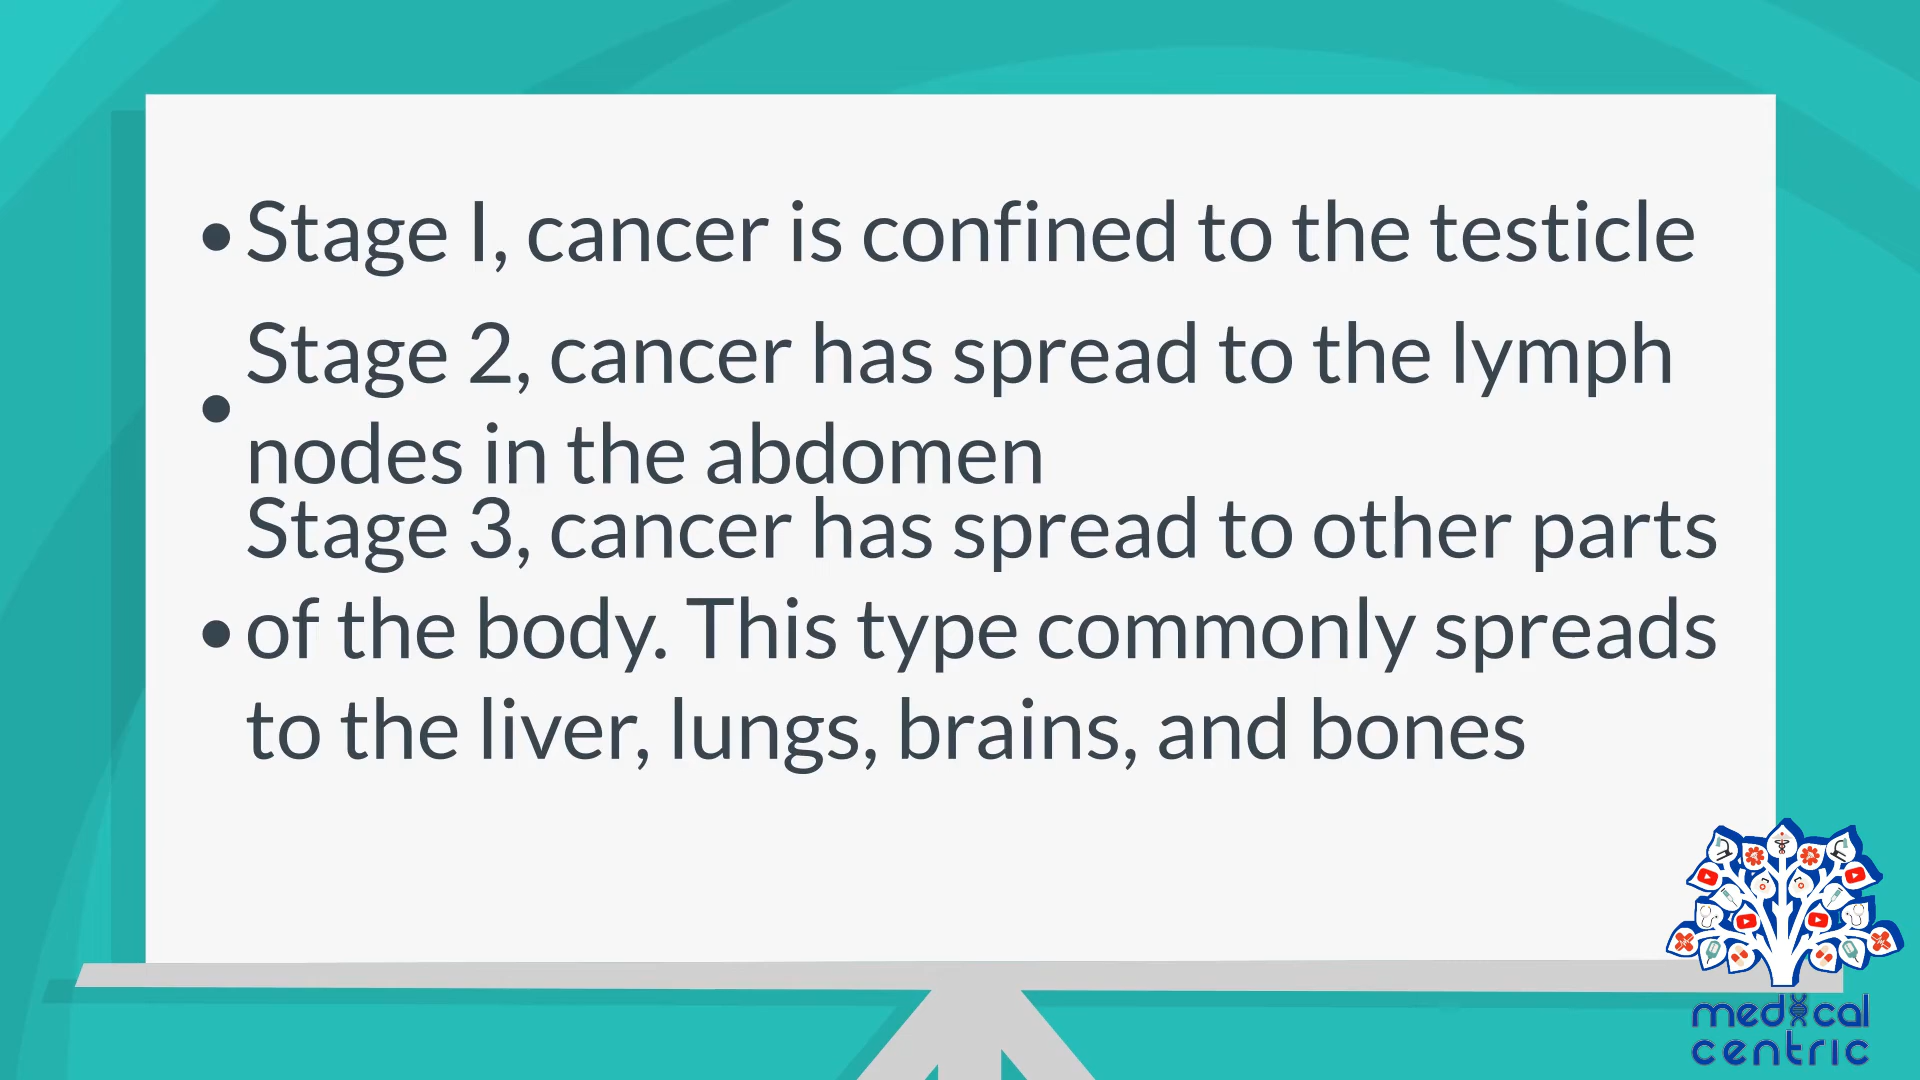 • Stage I, cancer is confined to the testicle
• Stage 2, cancer has spread to the lymph
nodes in the abdomen
• Stage 3, cancer has spread to other parts
of the body. This type commonly spreads
to the liver, lungs, brains, and bones
medical
centric